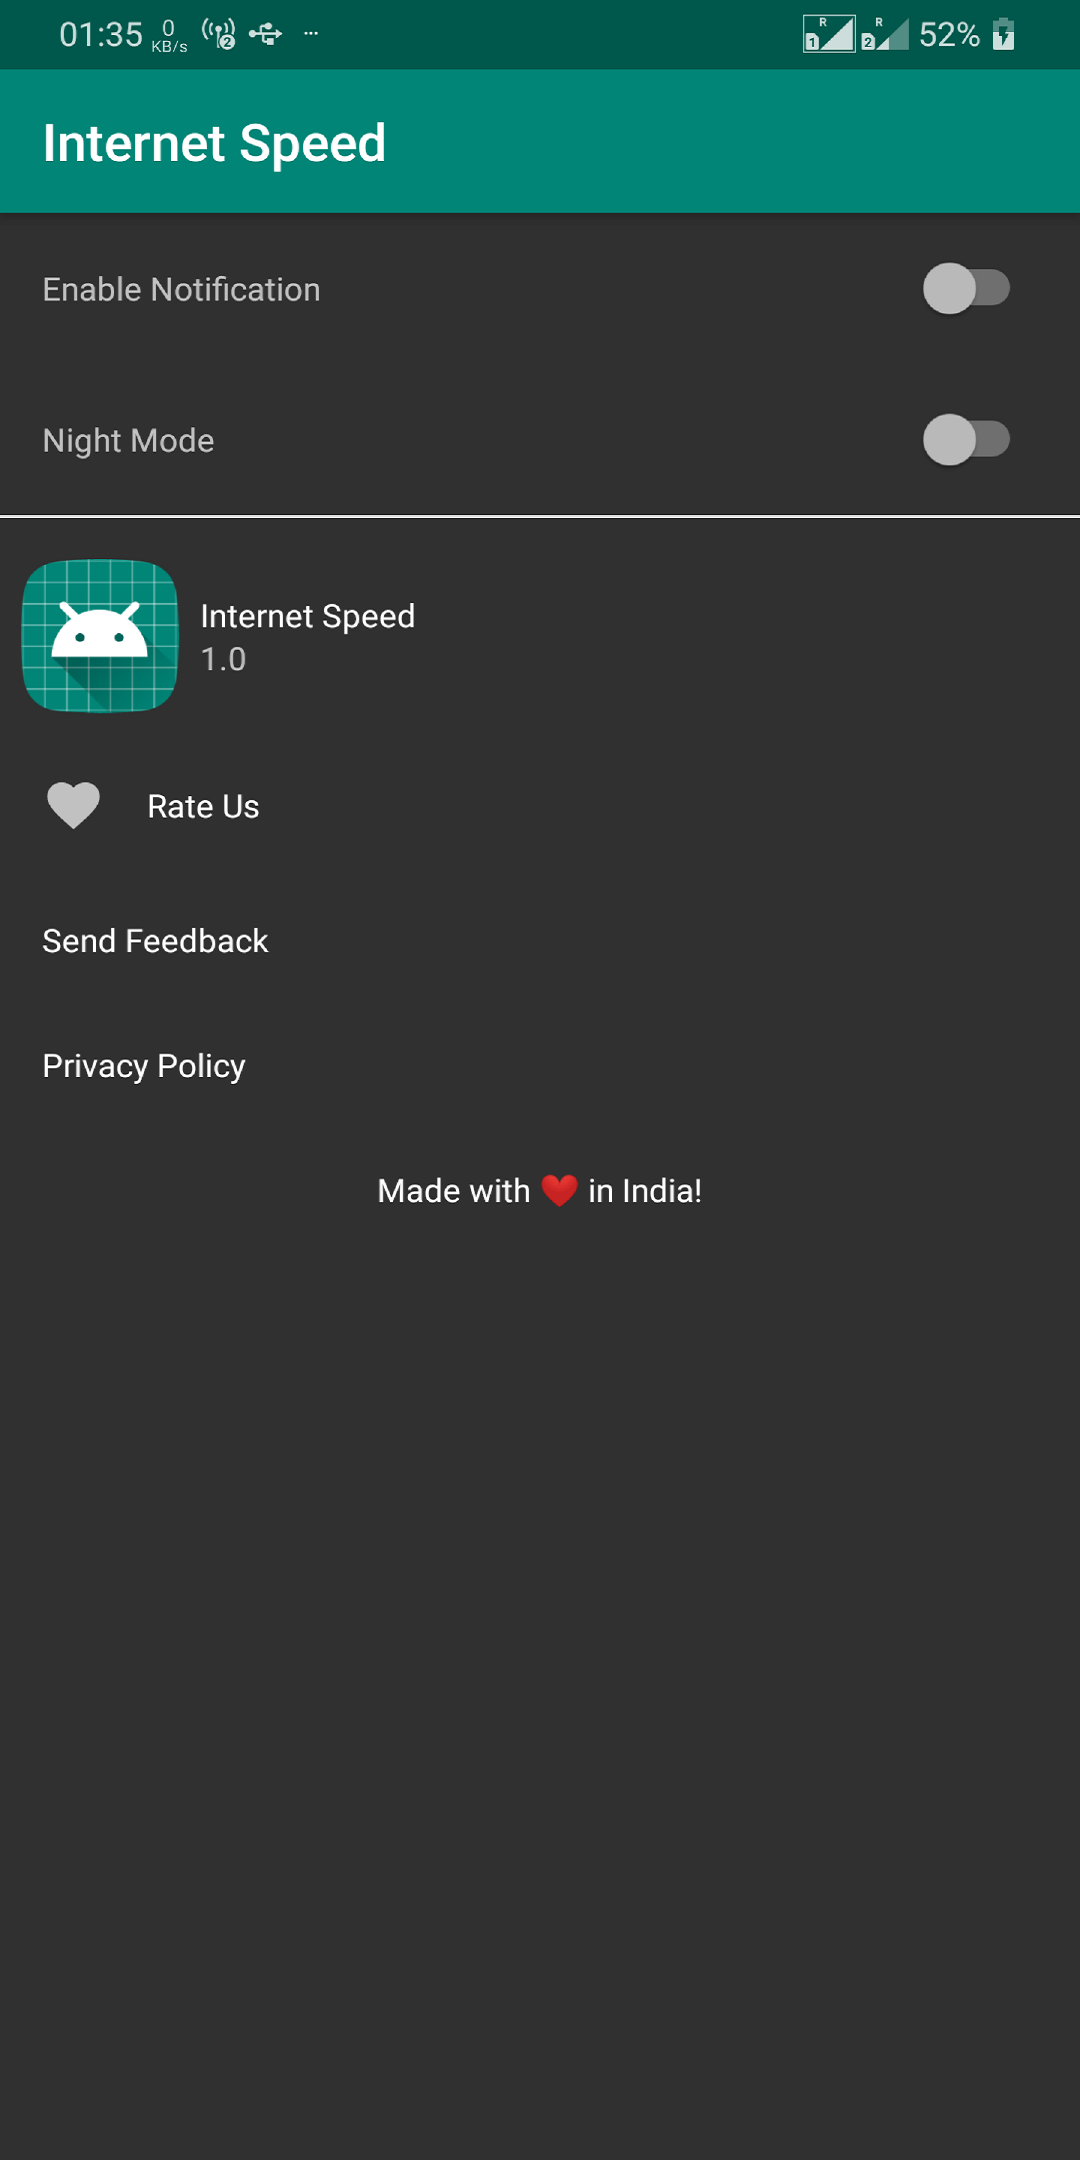 01:35 0 KB/s 2 ... R 1 R 2 52%
Internet Speed
Enable Notification
Night Mode
Internet Speed
1.0
Rate Us
Send Feedback
Privacy Policy
Made with ❤️ in India!